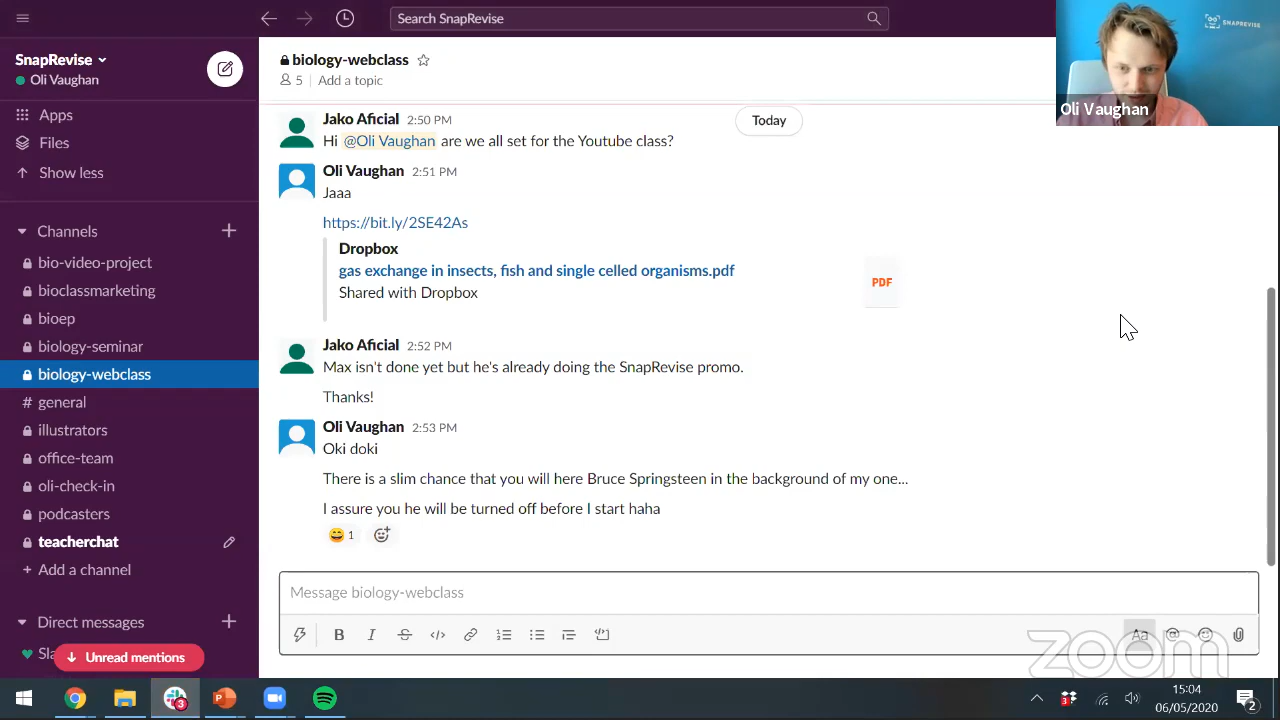 Search SnapRevise
SNAPREVISE
Oli Vaughan
SnapRevise
Oli Vaughan
Apps
Files
Show less
Channels
bio-video-project
bioclassmarketing
bioep
biology-seminar
biology-webclass
# general
illustrators
office-team
oli-check-in
podcasters
teacherchat
+ Add a channel
Direct messages
Sla
Unread mentions
biology-webclass
5 | Add a topic
Today
Jako Aficial 2:50 PM
Hi @Oli Vaughan are we all set for the Youtube class?
Oli Vaughan 2:51 PM
Jaaa
https://bit.ly/2SE42As
Dropbox
gas exchange in insects, fish and single celled organisms.pdf
Shared with Dropbox
PDF
Jako Aficial 2:52 PM
Max isn't done yet but he's already doing the SnapRevise promo.
Thanks!
Oli Vaughan 2:53 PM
Oki doki
There is a slim chance that you will here Bruce Springsteen in the background of my one...
I assure you he will be turned off before I start haha
1
Message biology-webclass
B I Aa @
zoom
3 3 15:04
06/05/2020 2